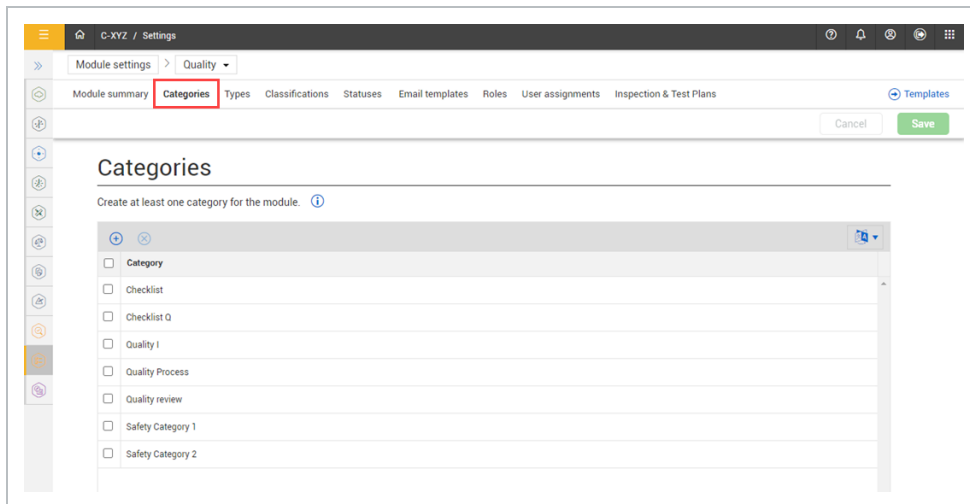 C-XYZ / Settings
Module settings > Quality
Module summary Categories Types Classifications Statuses Email templates Roles User assignments Inspection & Test Plans Templates
Cancel Save
Categories
Create at least one category for the module.
Category
Checklist
Checklist Q
Quality I
Quality Process
Quality review
Safety Category 1
Safety Category 2